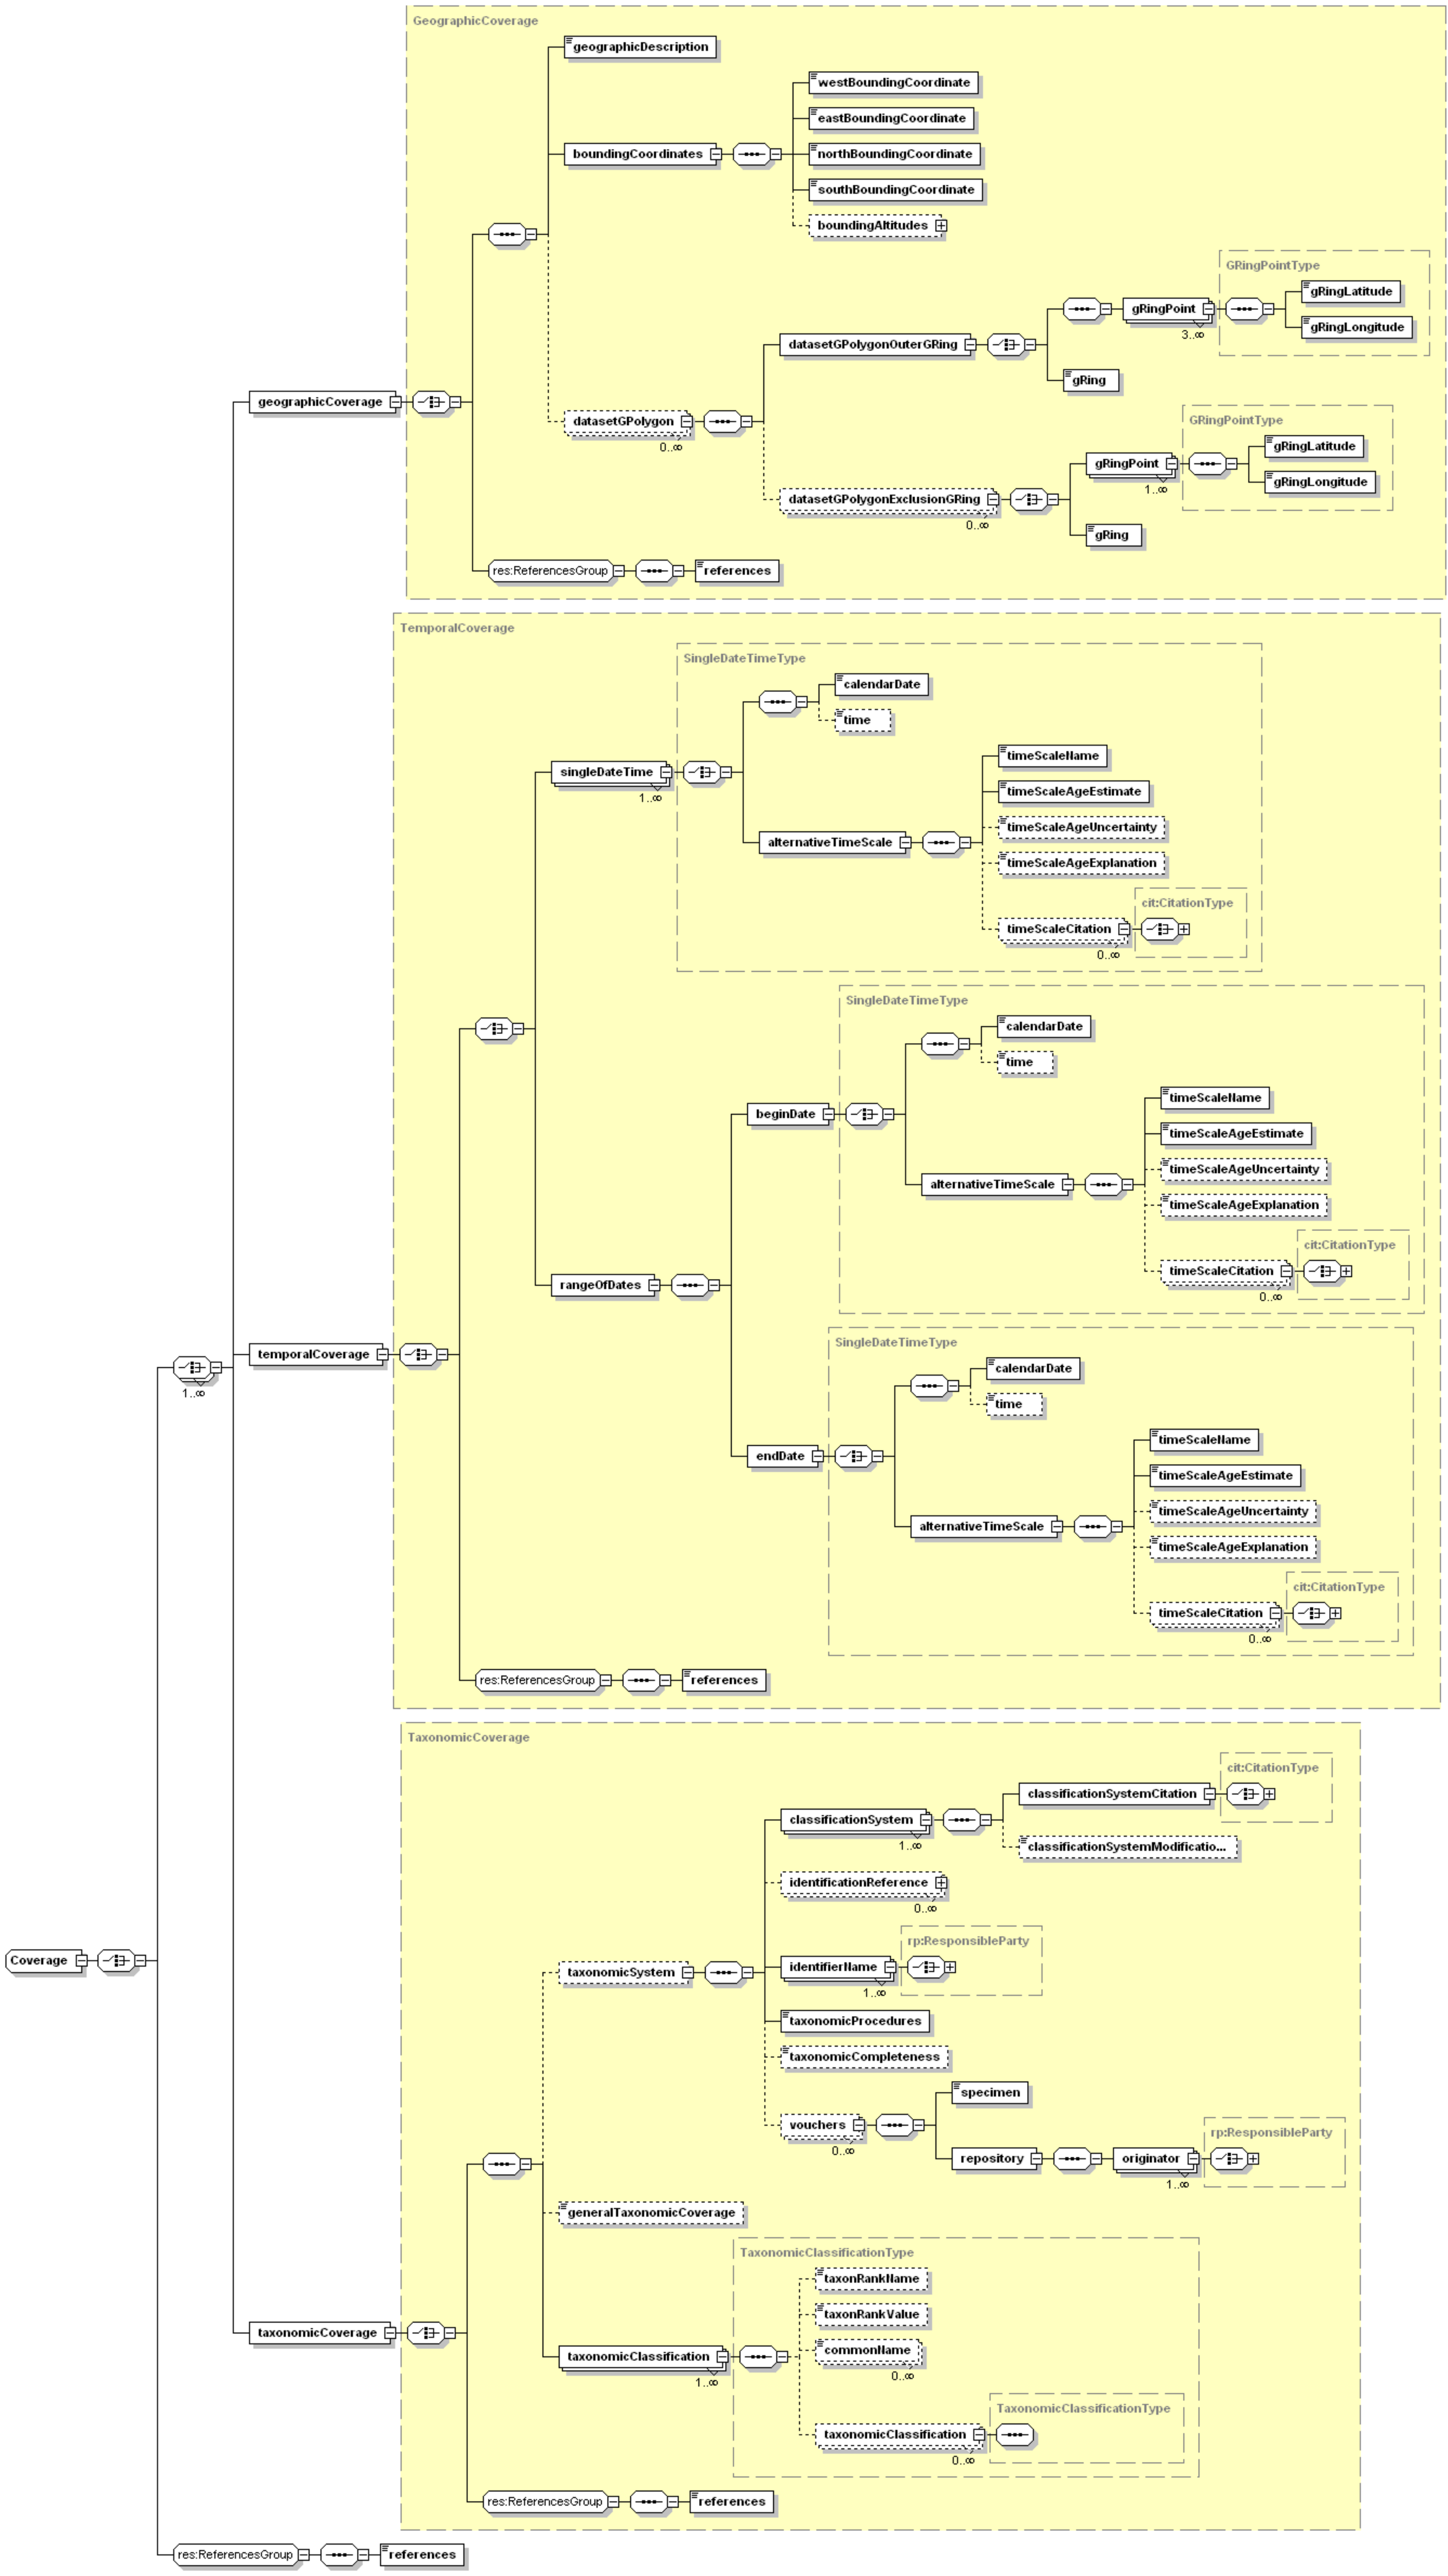 GeographicCoverage
geographicDescription
westBoundingCoordinate
eastBoundingCoordinate
boundingCoordinates
northBoundingCoordinate
southBoundingCoordinate
boundingAltitudes
GRingPointType
gRingLatitude
gRingPoint
gRingLongitude
3..∞
datasetGPolygonOuterGRing
gRing
geographicCoverage
GRingPointType
datasetGPolygon
0..∞
gRingLatitude
gRingPoint
gRingLongitude
1..∞
datasetGPolygonExclusionGRing
0..∞
gRing
res:ReferencesGroup
references
TemporalCoverage
SingleDateTimeType
calendarDate
time
timeScaleName
singleDateTime
1..∞
timeScaleAgeEstimate
timeScaleAgeUncertainty
alternativeTimeScale
timeScaleAgeExplanation
cit:CitationType
timeScaleCitation
0..∞
SingleDateTimeType
calendarDate
time
timeScaleName
beginDate
timeScaleAgeEstimate
timeScaleAgeUncertainty
alternativeTimeScale
timeScaleAgeExplanation
cit:CitationType
timeScaleCitation
0..∞
rangeOfDates
SingleDateTimeType
temporalCoverage
calendarDate
1..∞
time
timeScaleName
endDate
timeScaleAgeEstimate
timeScaleAgeUncertainty
alternativeTimeScale
timeScaleAgeExplanation
cit:CitationType
timeScaleCitation
0..∞
res:ReferencesGroup
references
TaxonomicCoverage
cit:CitationType
classificationSystemCitation
classificationSystem
1..∞
classificationSystemModificatio...
identificationReference
0..∞
rp:ResponsibleParty
Coverage
identifierName
taxonomicSystem
1..∞
taxonomicProcedures
taxonomicCompleteness
specimen
vouchers
0..∞
rp:ResponsibleParty
repository
originator
1..∞
generalTaxonomicCoverage
TaxonomicClassificationType
taxonRankName
taxonRankValue
taxonomicCoverage
commonName
0..∞
taxonomicClassification
1..∞
TaxonomicClassificationType
taxonomicClassification
0..∞
res:ReferencesGroup
references
res:ReferencesGroup
references